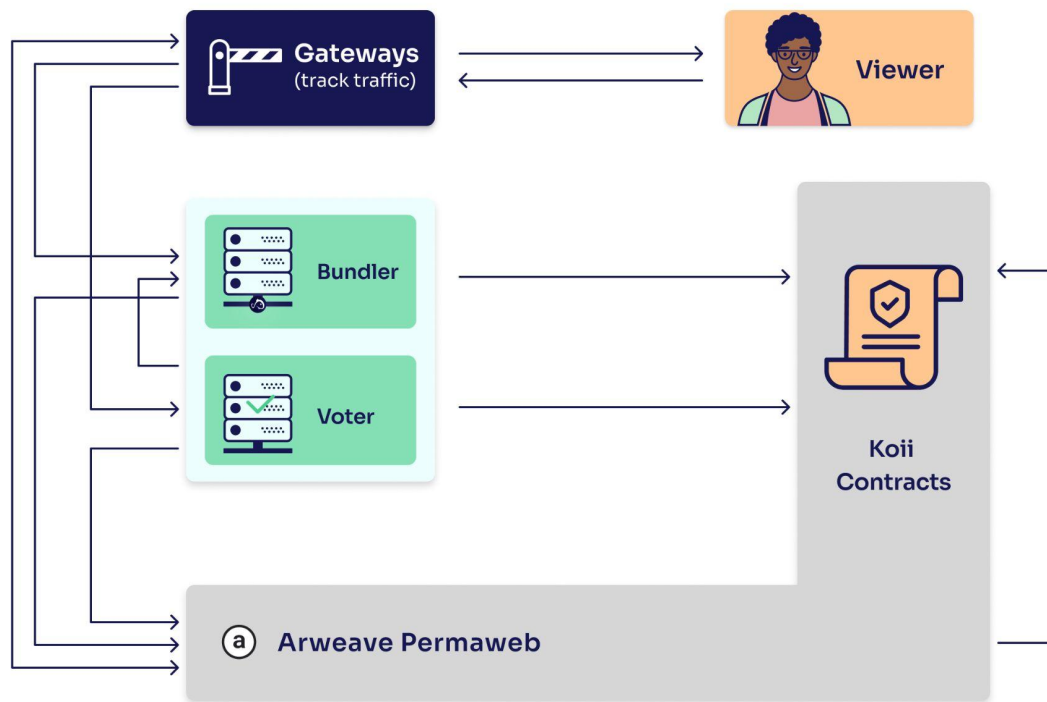 Gateways
(track traffic)
Viewer
Bundler
Voter
Koii
Contracts
a
Arweave Permaweb